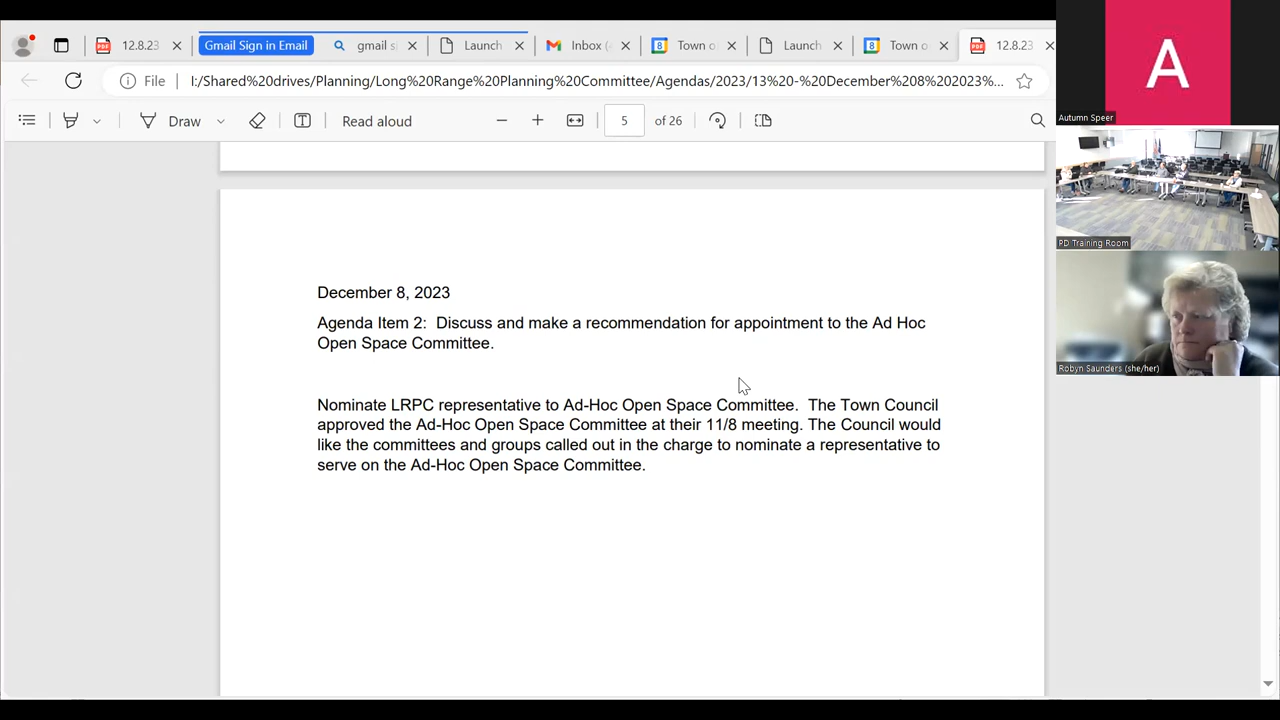 12.8.23
Gmail Sign in Email
gmail s
Launch
Inbox (
Town o
Launch
Town o
12.8.23
File
I:/Shared%20drives/Planning/Long%20Range%20Planning%20Committee/Agendas/2023/13%20-%20December%208%202023%...
Draw
Read aloud
5
of 26
A
Autumn Speer
PD Training Room
Robyn Saunders (she/her)
December 8, 2023
Agenda Item 2: Discuss and make a recommendation for appointment to the Ad Hoc
Open Space Committee.
Nominate LRPC representative to Ad-Hoc Open Space Committee. The Town Council
approved the Ad-Hoc Open Space Committee at their 11/8 meeting. The Council would
like the committees and groups called out in the charge to nominate a representative to
serve on the Ad-Hoc Open Space Committee.